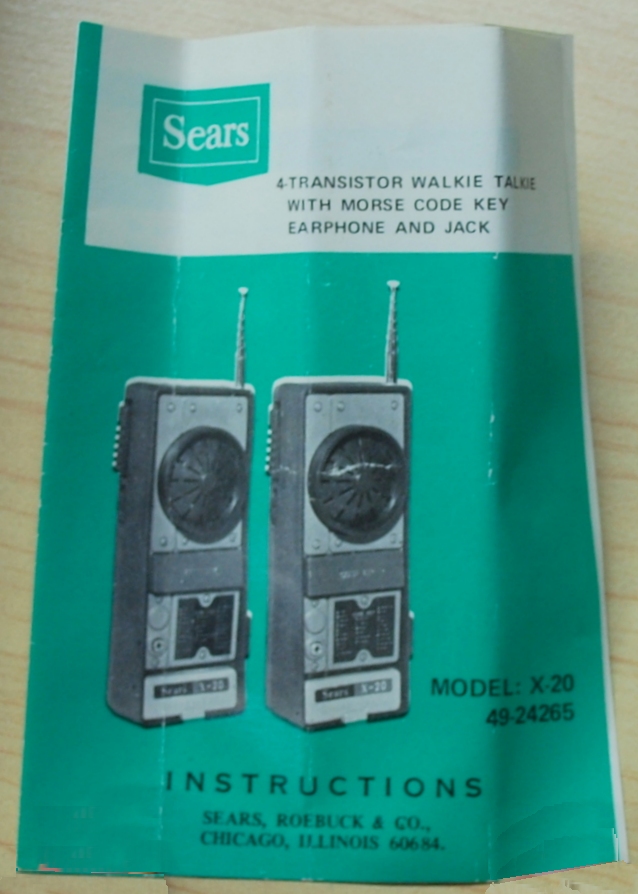 Sears
4-TRANSISTOR WALKIE TALKIE
WITH MORSE CODE KEY
EARPHONE AND JACK
Sears X-20
Sears X-20
MODEL: X-20
49-24265
INSTRUCTIONS
SEARS, ROEBUCK & CO.,
CHICAGO, ILLINOIS 60684.